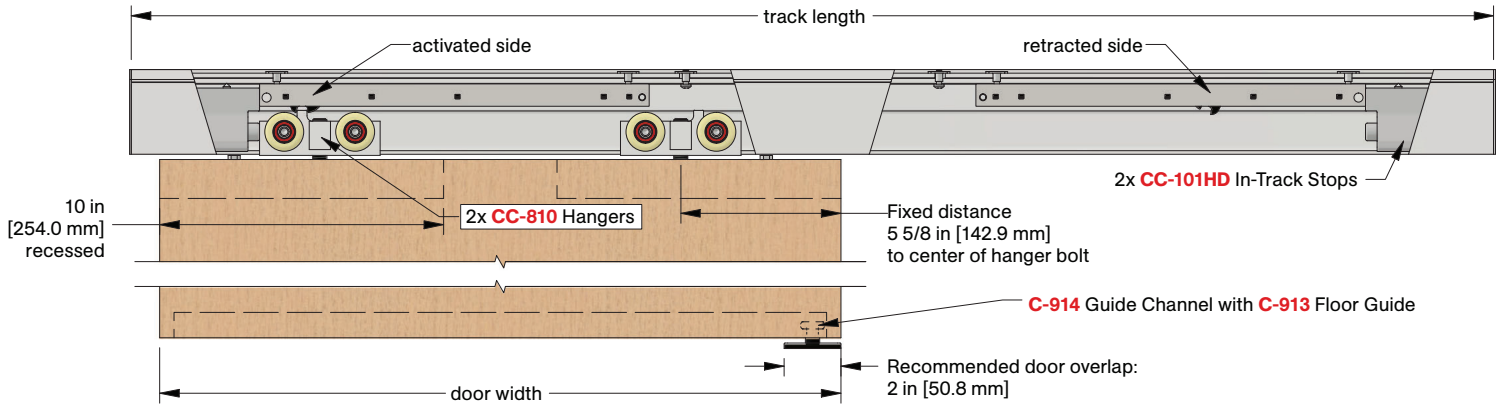 track length
activated side
retracted side
2x CC-101HD In-Track Stops
10 in
[254.0 mm]
recessed
2x CC-810 Hangers
Fixed distance
5 5/8 in [142.9 mm]
to center of hanger bolt
C-914 Guide Channel with C-913 Floor Guide
Recommended door overlap:
2 in [50.8 mm]
door width